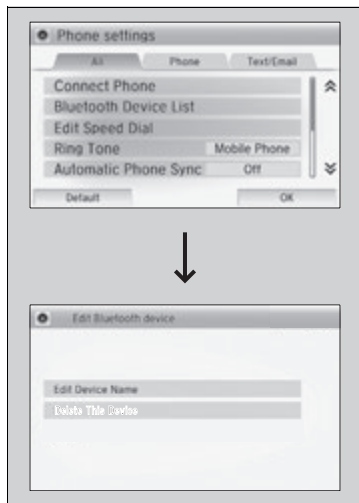 Phone settings
All Phone Text/Email
Connect Phone
Bluetooth Device List
Edit Speed Dial
Ring Tone Mobile Phone
Automatic Phone Sync Off
Default OK
Edit Bluetooth device
Edit Device Name
Delete This Device